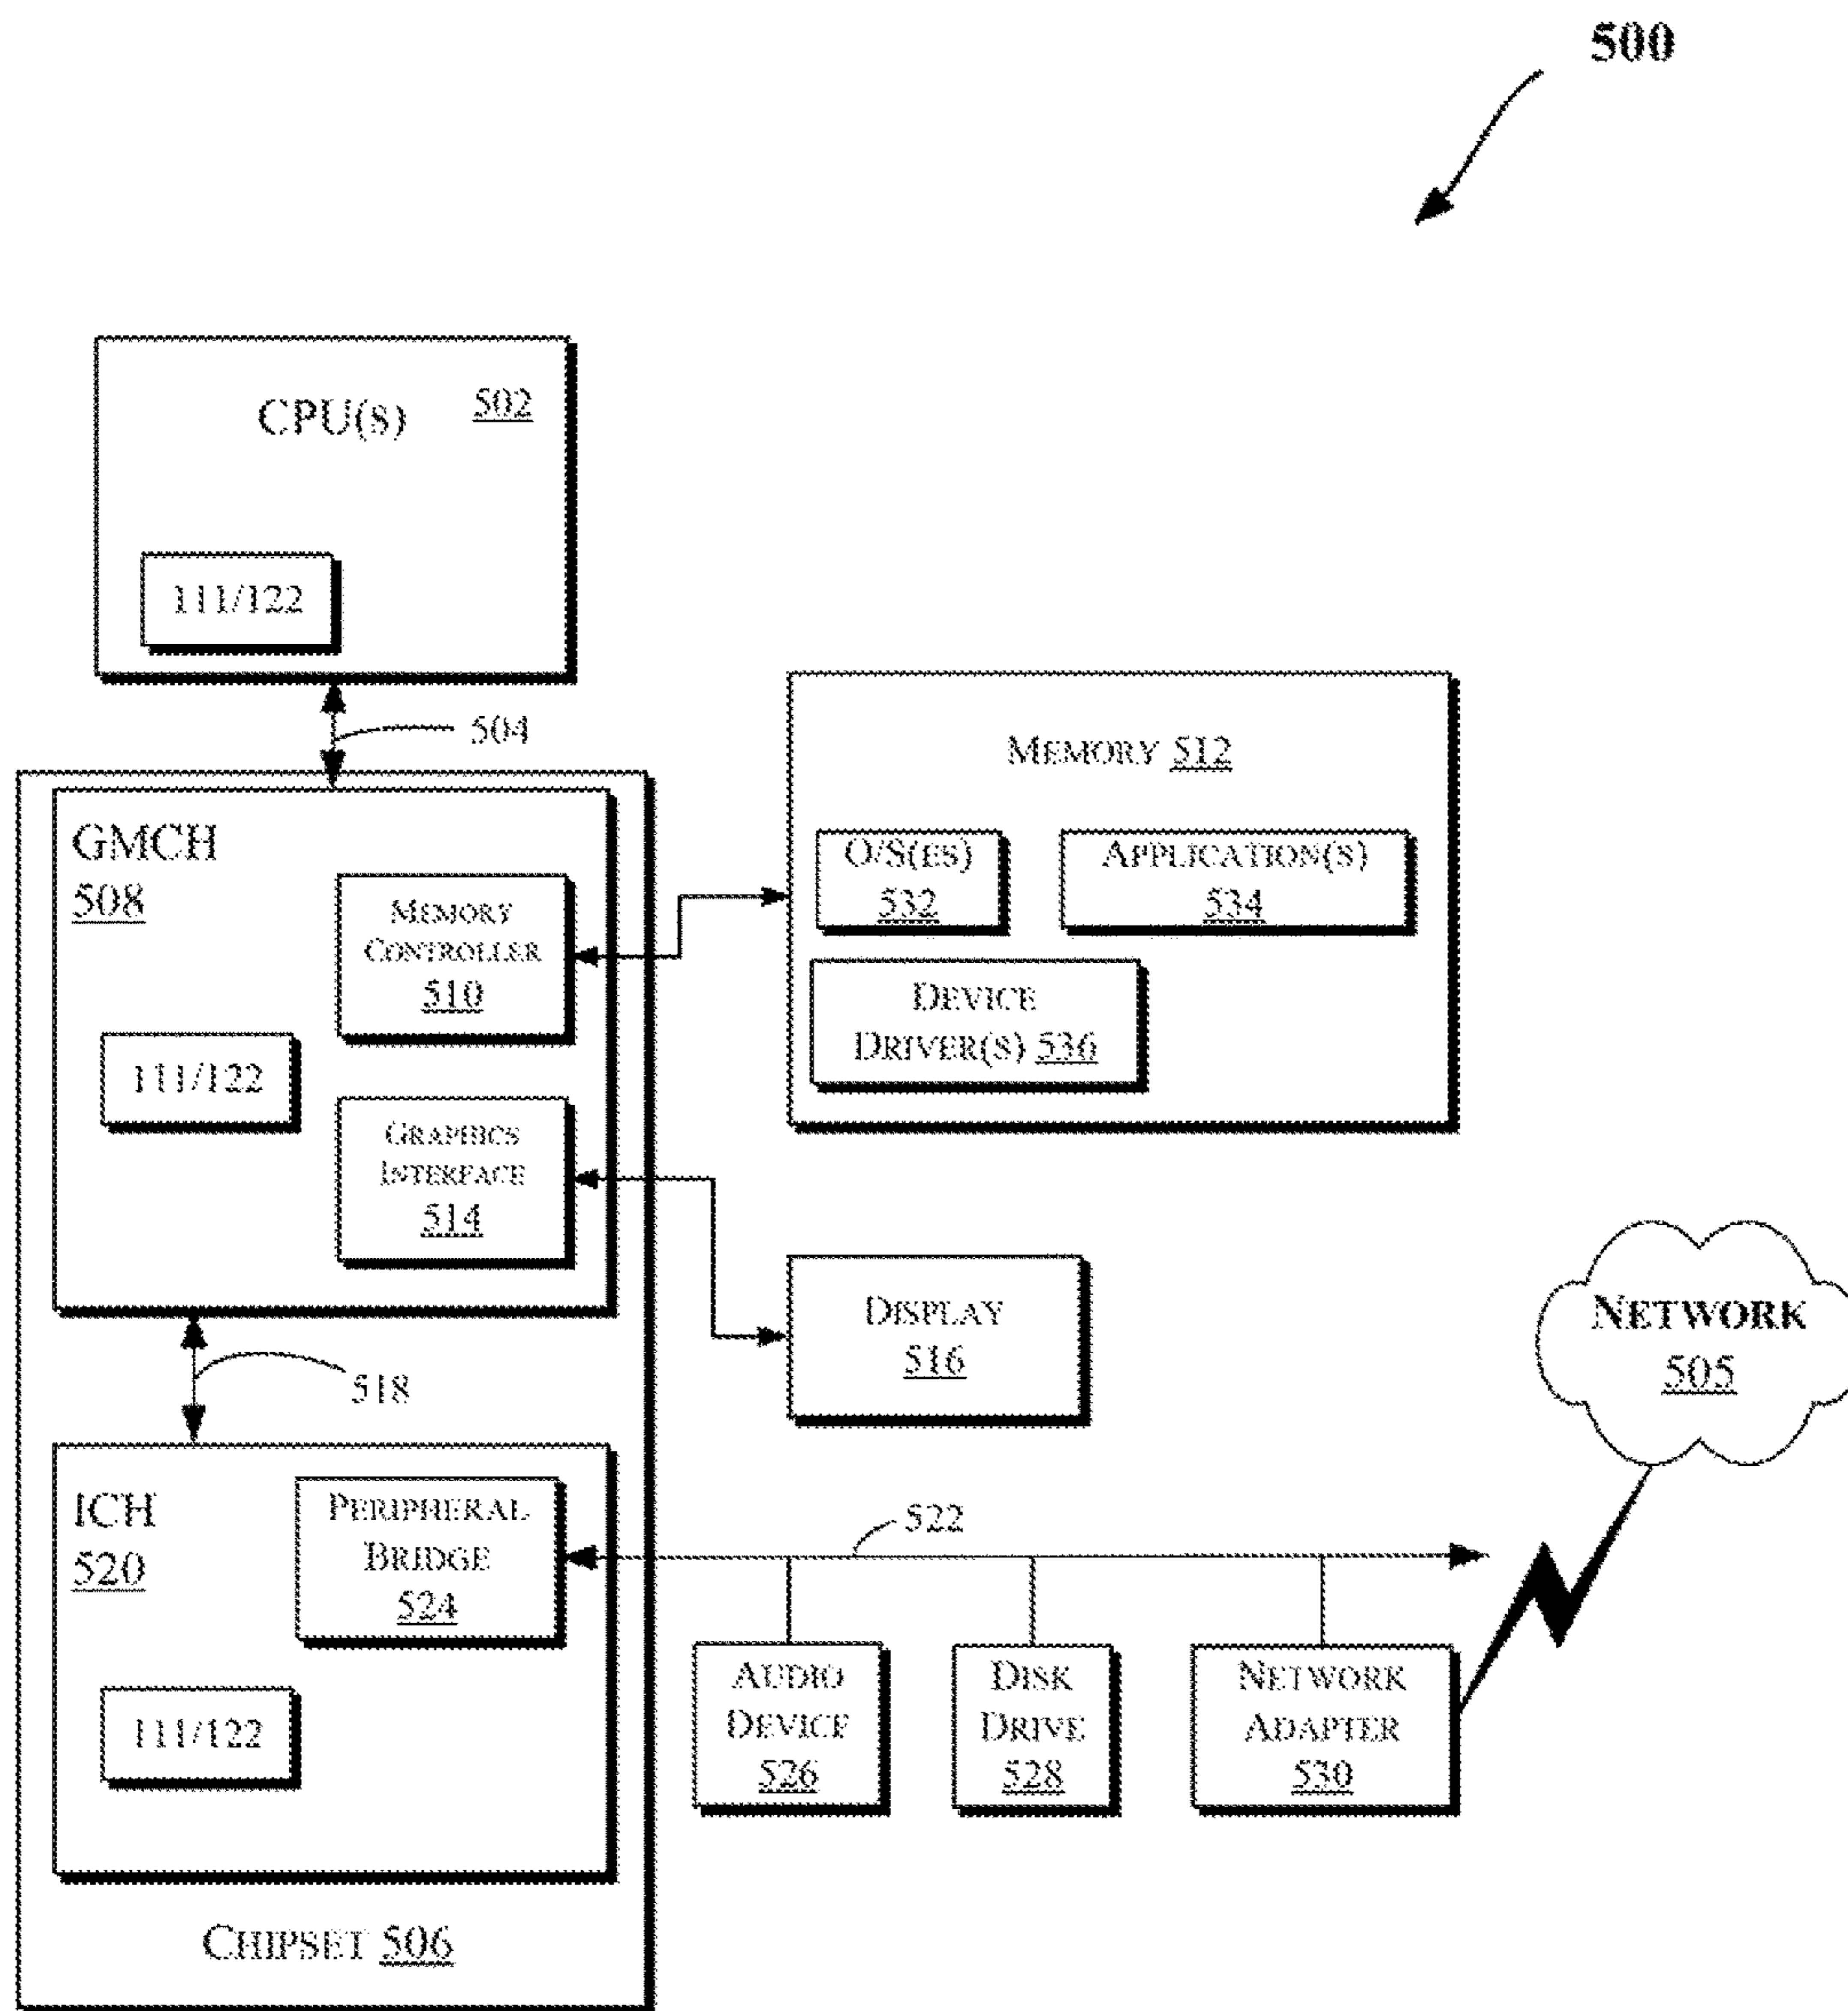 500
CPU(S)
502
111/122
504
GMCH
508
MEMORY
CONTROLLER
510
111/122
GRAPHICS
INTERFACE
514
MEMORY 512
O/S(ES)
532
APPLICATION(S)
534
DEVICE
DRIVER(S) 536
DISPLAY
516
NETWORK
505
518
ICH
520
PERIPHERAL
BRIDGE
524
111/122
522
AUDIO
DEVICE
526
DISK
DRIVE
528
NETWORK
ADAPTER
530
CHIPSET 506